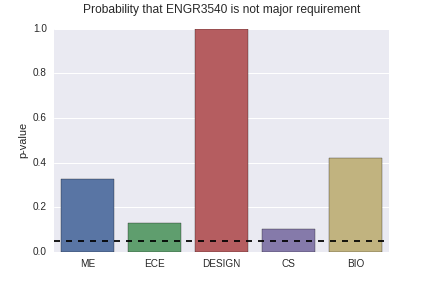 Probability that ENGR3540 is not major requirement
1.0
0.8
0.6
0.4
0.2
0.0
p-value
ME ECE DESIGN CS BIO